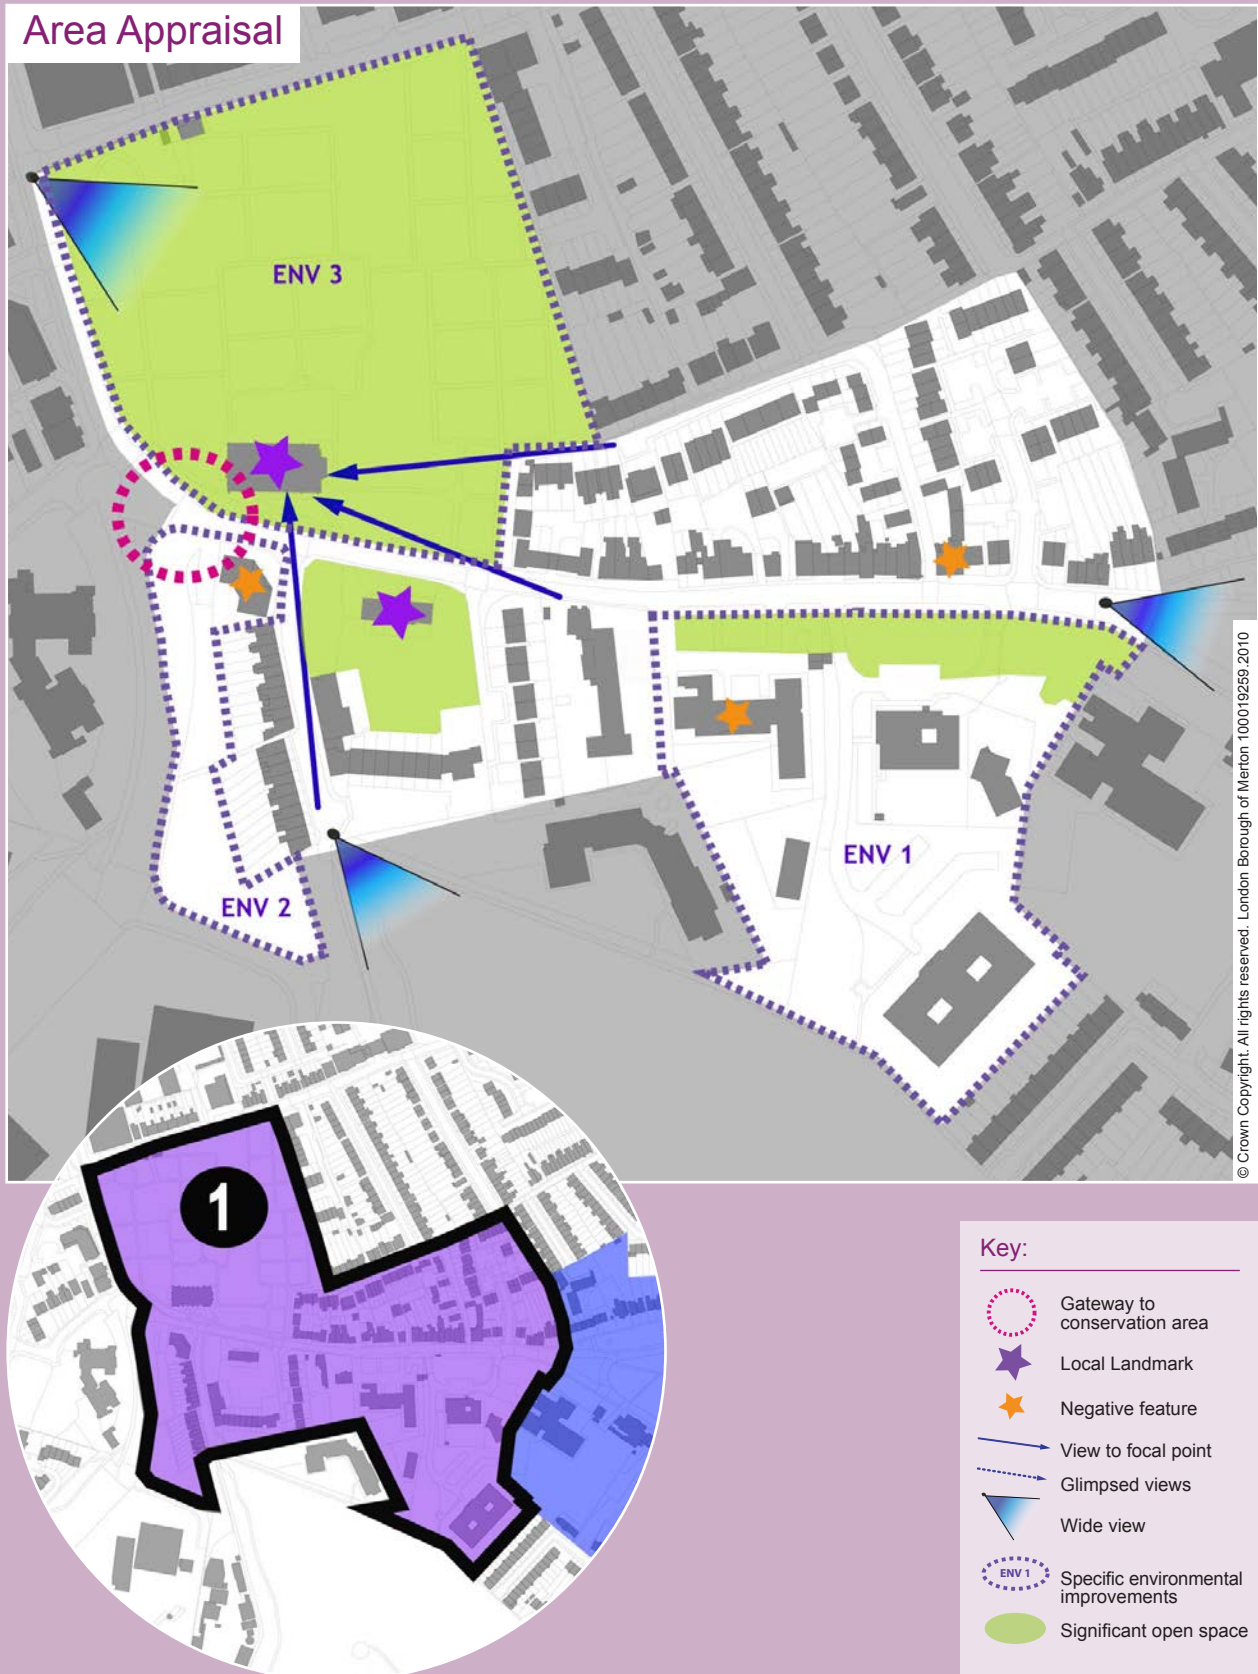 Area Appraisal
ENV 3
ENV 1
ENV 2
© Crown Copyright. All rights reserved. London Borough of Merton 100019259.2010
1
Key:
Gateway to
conservation area
Local Landmark
Negative feature
View to focal point
Glimpsed views
Wide view
ENV 1
Specific environmental
improvements
Significant open space